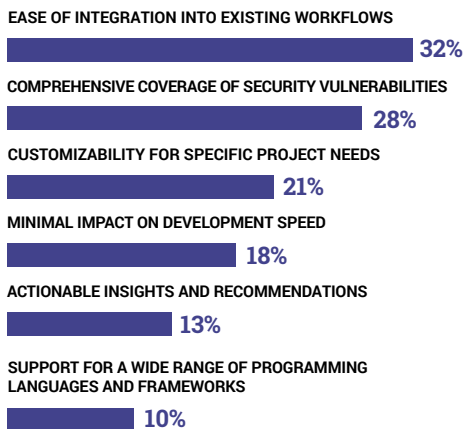 EASE OF INTEGRATION INTO EXISTING WORKFLOWS
32%
COMPREHENSIVE COVERAGE OF SECURITY VULNERABILITIES
28%
CUSTOMIZABILITY FOR SPECIFIC PROJECT NEEDS
21%
MINIMAL IMPACT ON DEVELOPMENT SPEED
18%
ACTIONABLE INSIGHTS AND RECOMMENDATIONS
13%
SUPPORT FOR A WIDE RANGE OF PROGRAMMING
LANGUAGES AND FRAMEWORKS
10%